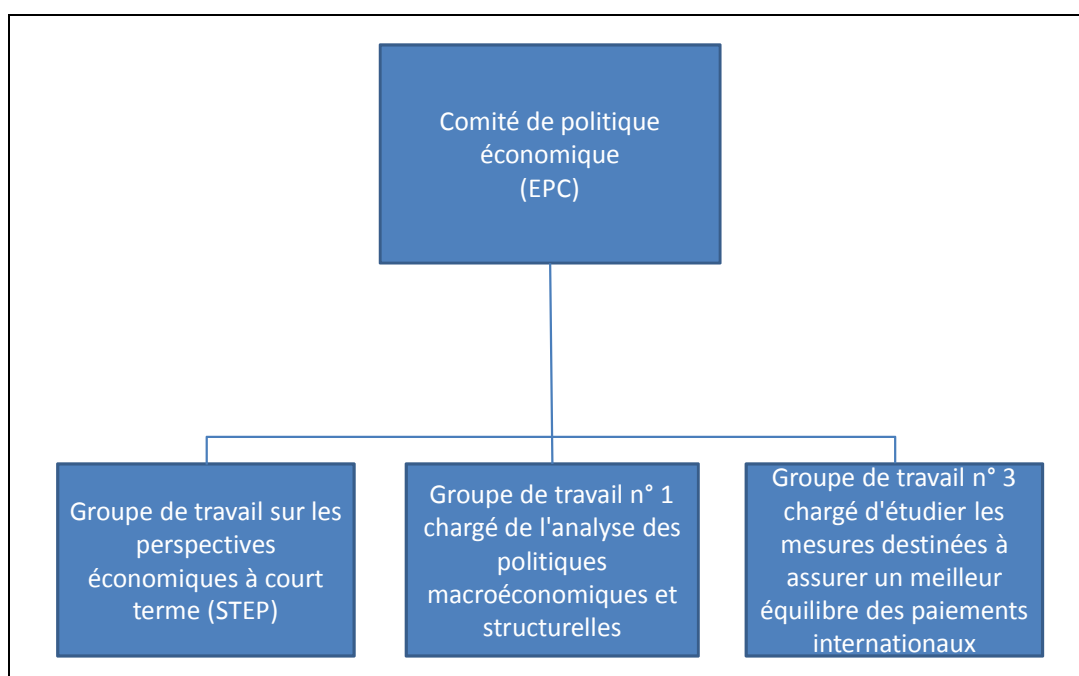 Comité de politique
économique
(EPC)
Groupe de travail sur les
perspectives
économiques à court
terme (STEP)
Groupe de travail n° 1
chargé de l'analyse des
politiques
macroéconomiques et
structurelles
Groupe de travail n° 3
chargé d'étudier les
mesures destinées à
assurer un meilleur
équilibre des paiements
internationaux